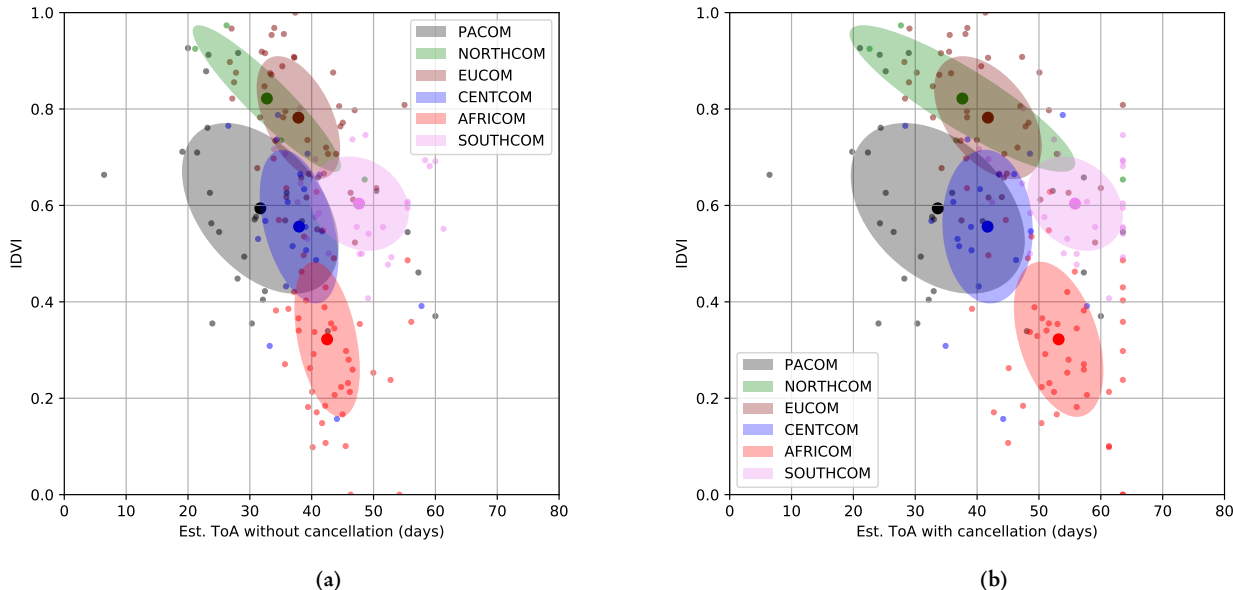 1.0
0.8
0.6
0.4
0.2
0.0
IDVI
0 10 20 30 40 50 60 70 80
Est. ToA without cancellation (days)
PACOM
NORTHCOM
EUCOM
CENTCOM
AFRICOM
SOUTHCOM
(a)
1.0
0.8
0.6
0.4
0.2
0.0
IDVI
0 10 20 30 40 50 60 70 80
Est. ToA with cancellation (days)
PACOM
NORTHCOM
EUCOM
CENTCOM
AFRICOM
SOUTHCOM
(b)